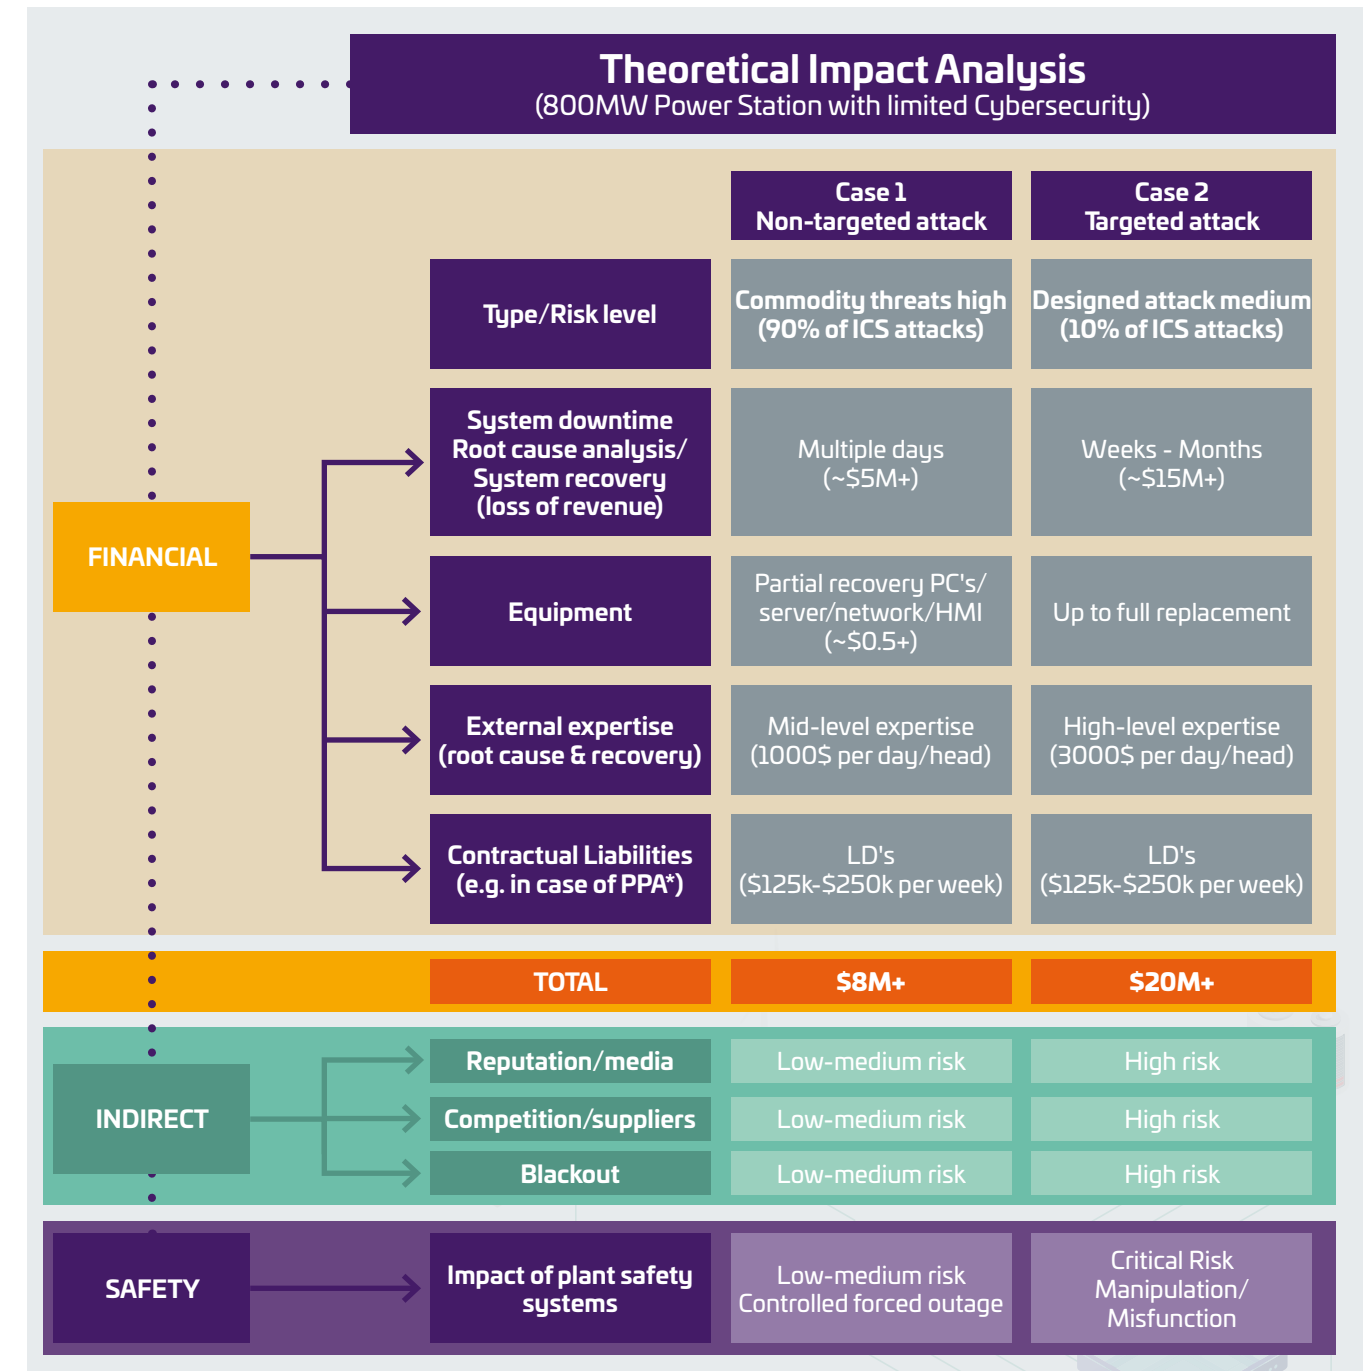 Theoretical Impact Analysis
(800MW Power Station with limited Cybersecurity)
Case 1
Non-targeted attack
Case 2
Targeted attack
Type/Risk level
Commodity threats high
(90% of ICS attacks)
Designed attack medium
(10% of ICS attacks)
FINANCIAL
System downtime
Root cause analysis/
System recovery
(loss of revenue)
Multiple days
(~$5M+)
Weeks - Months
(~$15M+)
Equipment
Partial recovery PC's/
server/network/HMI
(~$0.5+)
Up to full replacement
External expertise
(root cause & recovery)
Mid-level expertise
(1000$ per day/head)
High-level expertise
(3000$ per day/head)
Contractual Liabilities
(e.g. in case of PPA*)
LD's
($125k-$250k per week)
LD's
($125k-$250k per week)
TOTAL
$8M+
$20M+
INDIRECT
Reputation/media
Low-medium risk
High risk
Competition/suppliers
Low-medium risk
High risk
Blackout
Low-medium risk
High risk
SAFETY
Impact of plant safety
systems
Low-medium risk
Controlled forced outage
Critical Risk
Manipulation/
Misfunction